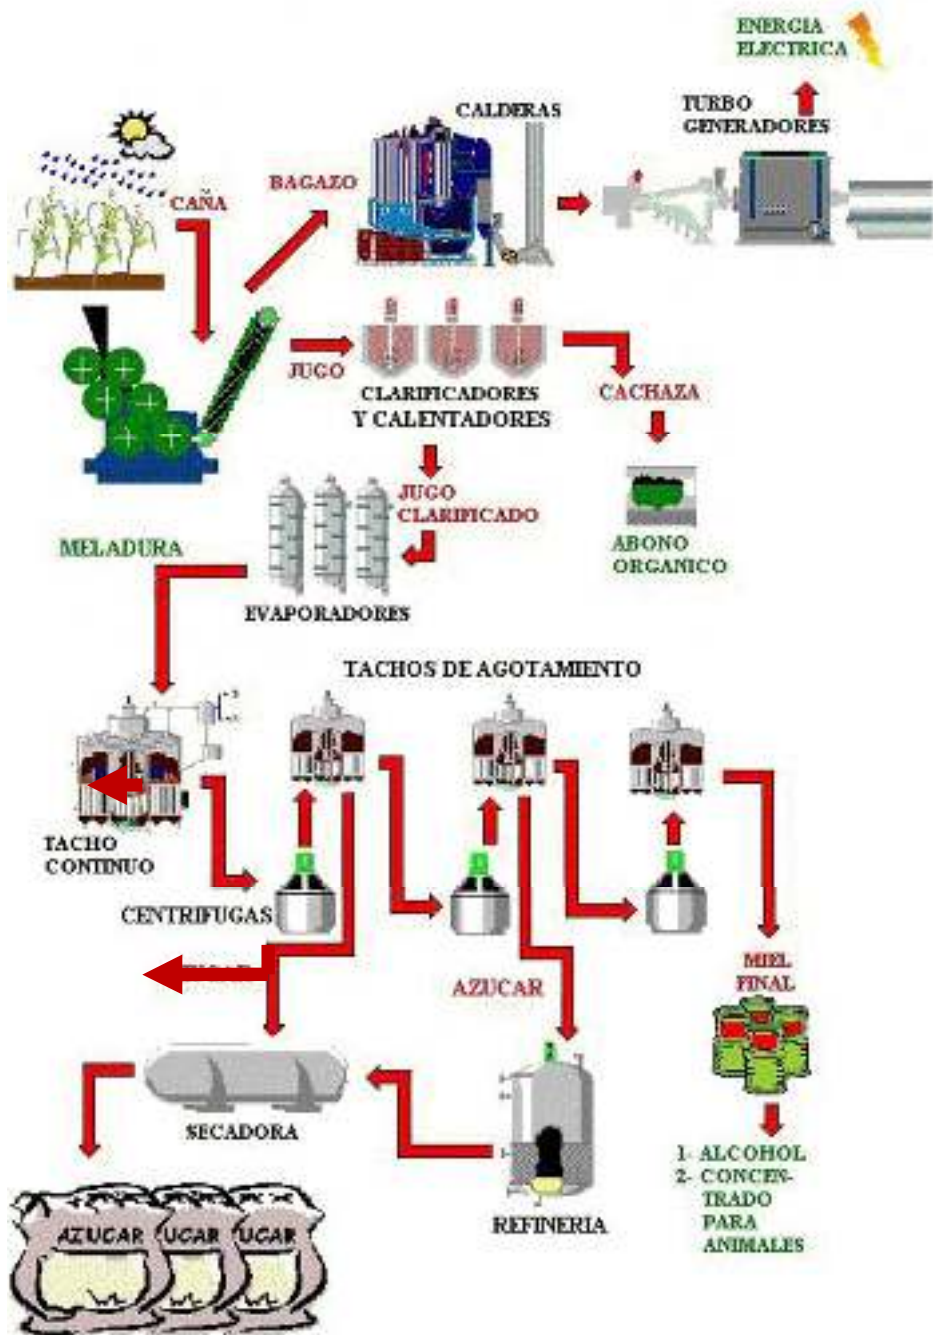 ENERGIA
ELECTRICA
CALDERAS
TURBO
GENERADORES
BAGAZO
CAÑA
JUGO
CLARIFICADORES
Y CALENTADORES
CACHAZA
JUGO
CLARIFICADO
MELADURA
ABONO
ORGANICO
EVAPORADORES
TACHOS DE AGOTAMIENTO
TACHO
CONTINUO
CENTRIFUGAS
AZUCAR
MIEL
FINAL
SECADORA
REFINERIA
1- ALCOHOL
2- CONCEN-
TRADO
PARA
ANIMALES
AZUCAR UCAR UCAR